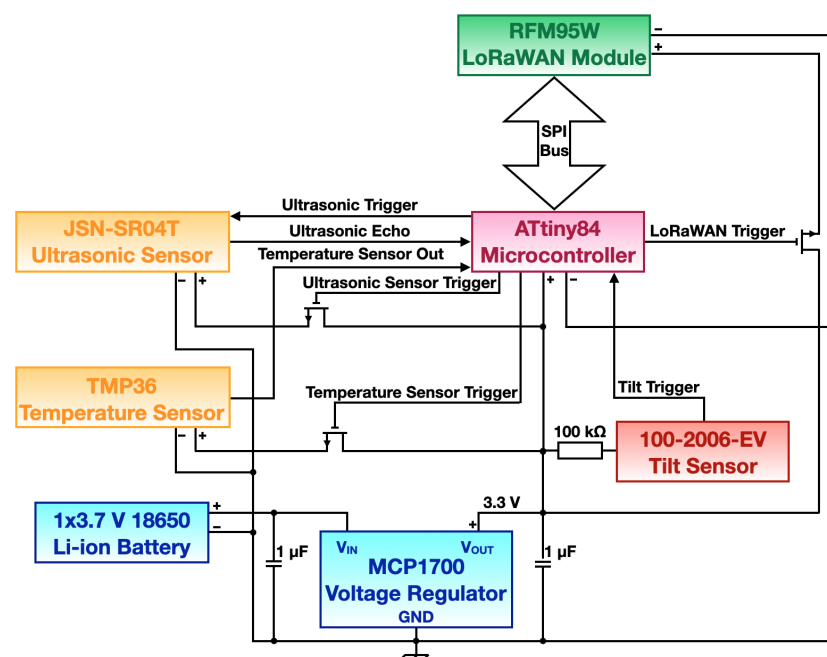 RFM95W
LoRaWAN Module
−
+
SPI
Bus
Ultrasonic Trigger
JSN-SR04T
Ultrasonic Sensor
Ultrasonic Echo
ATtiny84
Microcontroller
LoRaWAN Trigger
Temperature Sensor Out
− +
Ultrasonic Sensor Trigger
+ −
TMP36
Temperature Sensor
Temperature Sensor Trigger
Tilt Trigger
− +
100 kΩ
100-2006-EV
Tilt Sensor
1x3.7 V 18650
Li-ion Battery
+
−
3.3 V
+
1 µF
VIN
VOUT
MCP1700
Voltage Regulator
GND
1 µF